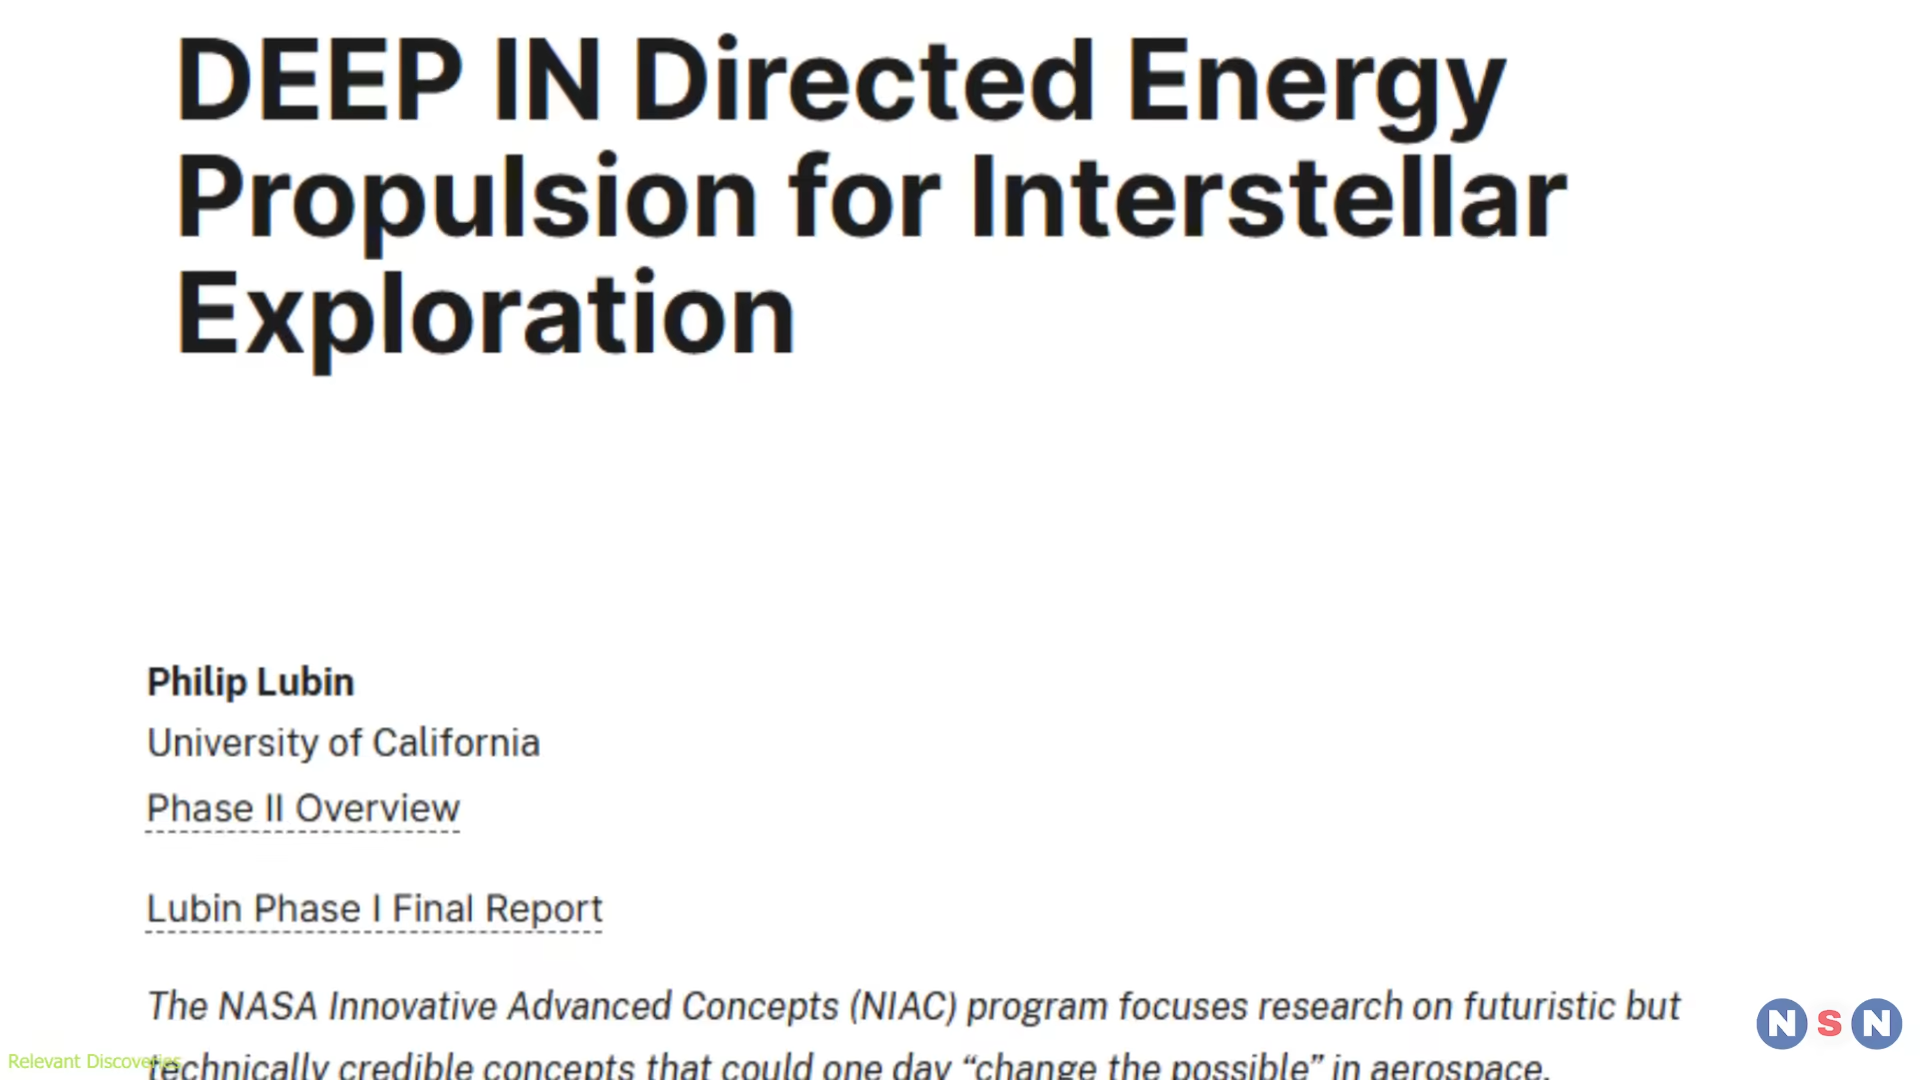 DEEP IN Directed Energy
Propulsion for Interstellar
Exploration
Philip Lubin
University of California
Phase II Overview
Lubin Phase I Final Report
The NASA Innovative Advanced Concepts (NIAC) program focuses research on futuristic but
technically credible concepts that could one day “change the possible” in aerospace.
N S N
Relevant Discoveries